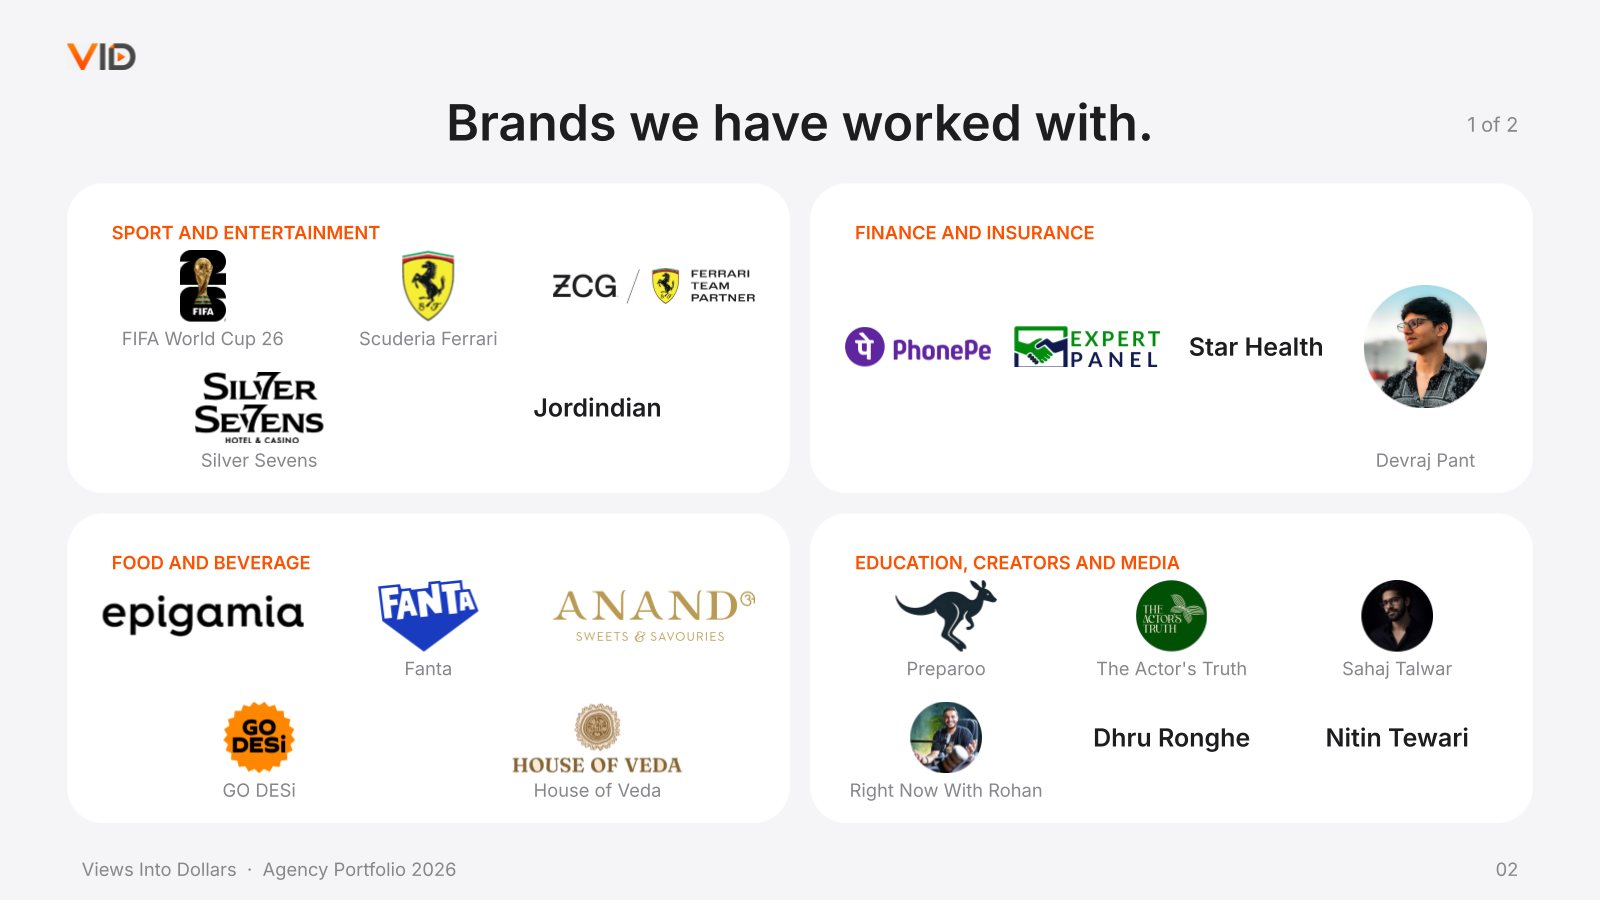 VID
Brands we have worked with.
1 of 2
SPORT AND ENTERTAINMENT
FIFA
FIFA World Cup 26
S F
Scuderia Ferrari
ZCG
FERRARI
TEAM
PARTNER
SILVER
SEVENS
HOTEL & CASINO
Silver Sevens
Jordindian
FINANCE AND INSURANCE
पे PhonePe
EXPERT
PANEL
Star Health
Devraj Pant
FOOD AND BEVERAGE
epigamia
FANTA
Fanta
ANAND
SWEETS & SAVOURIES
GO
DESi
GO DESi
HOUSE OF VEDA
House of Veda
EDUCATION, CREATORS AND MEDIA
Preparoo
THE
ACTOR'S
TRUTH
The Actor's Truth
Sahaj Talwar
Right Now With Rohan
Dhru Ronghe
Nitin Tewari
Views Into Dollars · Agency Portfolio 2026
02